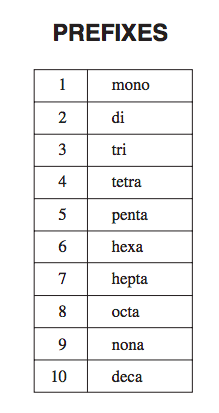 PREFIXES
1 mono
2 di
3 tri
4 tetra
5 penta
6 hexa
7 hepta
8 octa
9 nona
10 deca